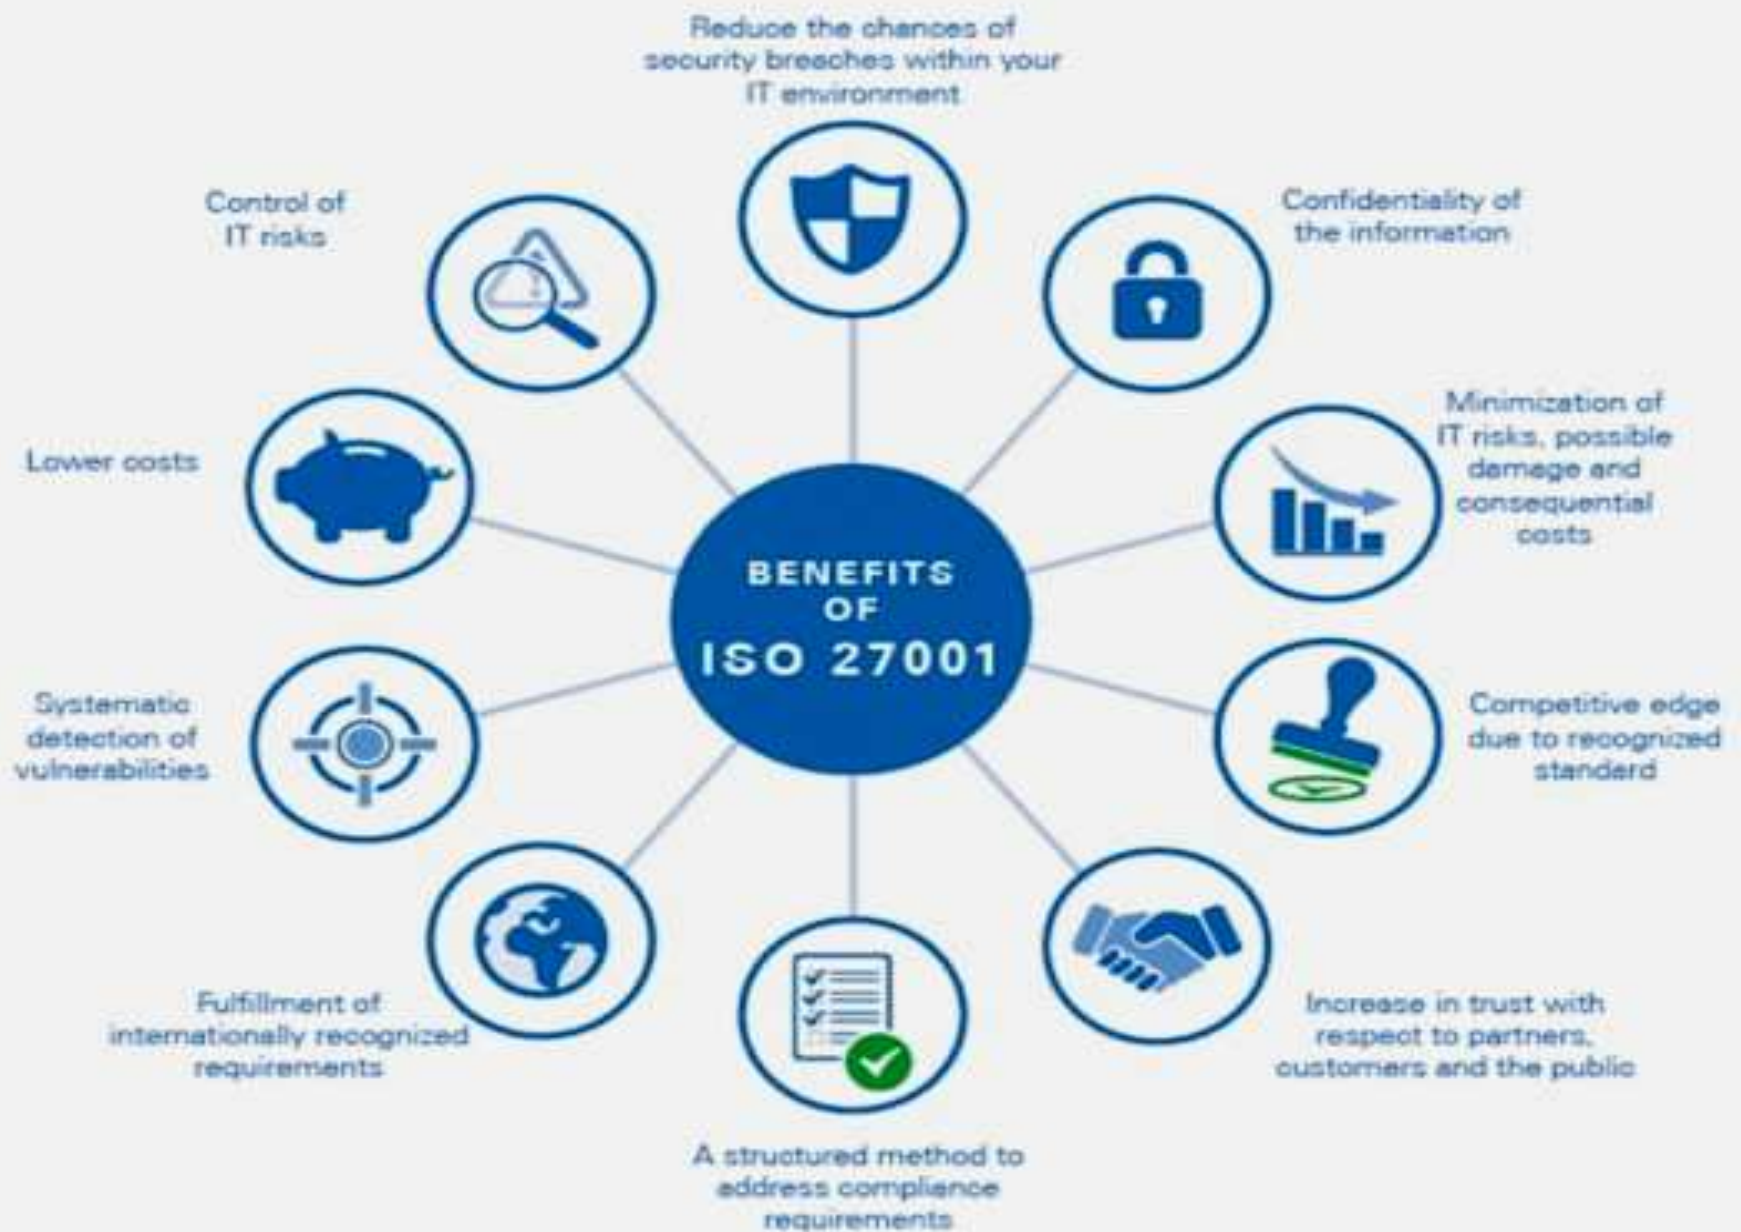 Reduce the chances of
security breaches within your
IT environment
Control of
IT risks
Confidentiality of
the information
Minimization of
IT risks, possible
damage and
consequential
costs
Lower costs
BENEFITS
OF
ISO 27001
Systematic
detection of
vulnerabilities
Competitive edge
due to recognized
standard
Fulfillment of
internationally recognized
requirements
Increase in trust with
respect to partners,
customers and the public
A structured method to
address compliance
requirements